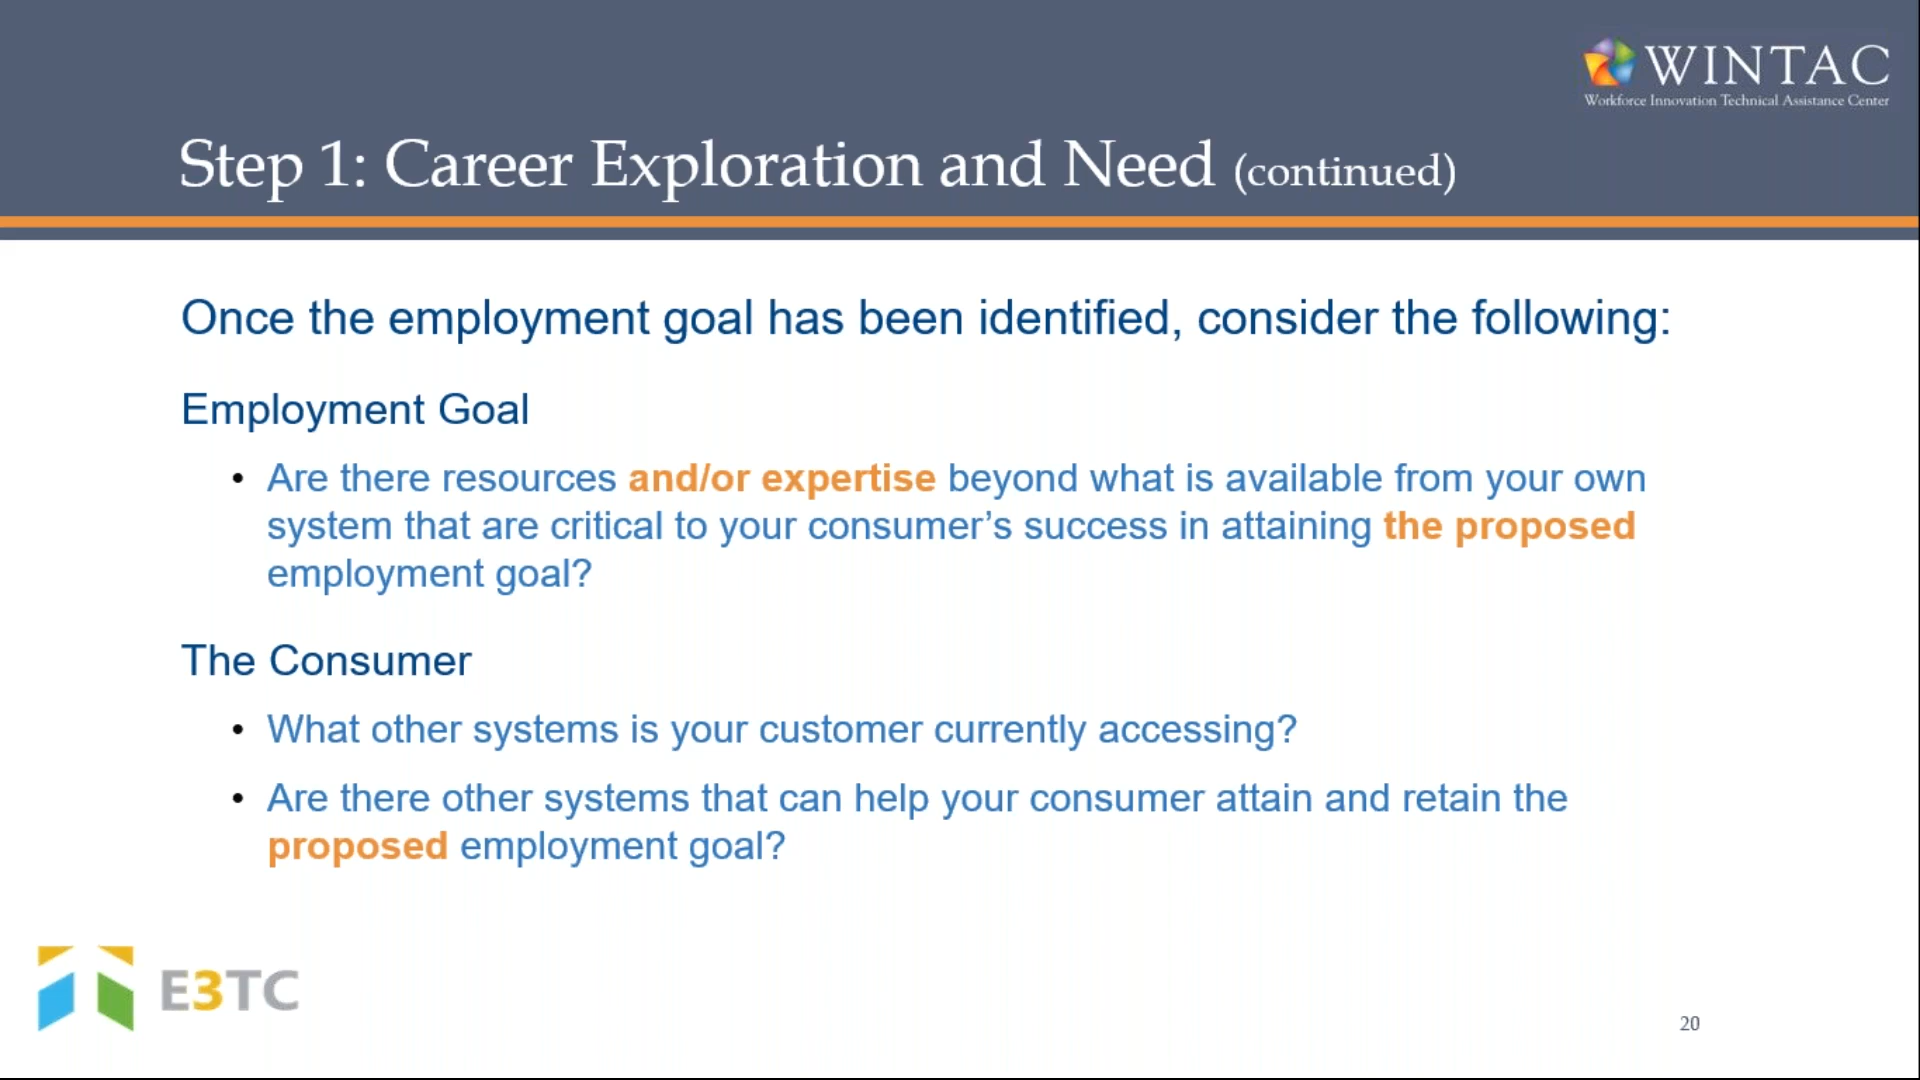 WINTAC
Workforce Innovation Technical Assistance Center
Step 1: Career Exploration and Need (continued)
Once the employment goal has been identified, consider the following:
Employment Goal
• Are there resources and/or expertise beyond what is available from your own
system that are critical to your consumer’s success in attaining the proposed
employment goal?
The Consumer
• What other systems is your customer currently accessing?
• Are there other systems that can help your consumer attain and retain the
proposed employment goal?
E3TC
20